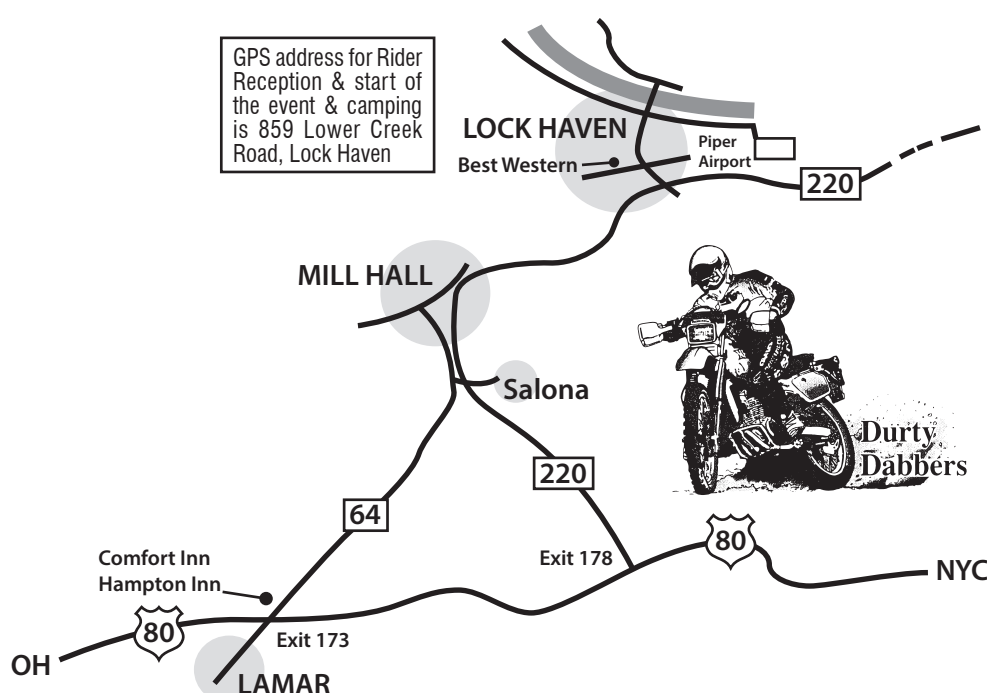 GPS address for Rider
Reception & start of
the event & camping
is 859 Lower Creek
Road, Lock Haven
LOCK HAVEN
Best Western
Piper
Airport
220
MILL HALL
Salona
Durty
Dabbers
220
64
80
Exit 178
NYC
Comfort Inn
Hampton Inn
80
Exit 173
OH
LAMAR